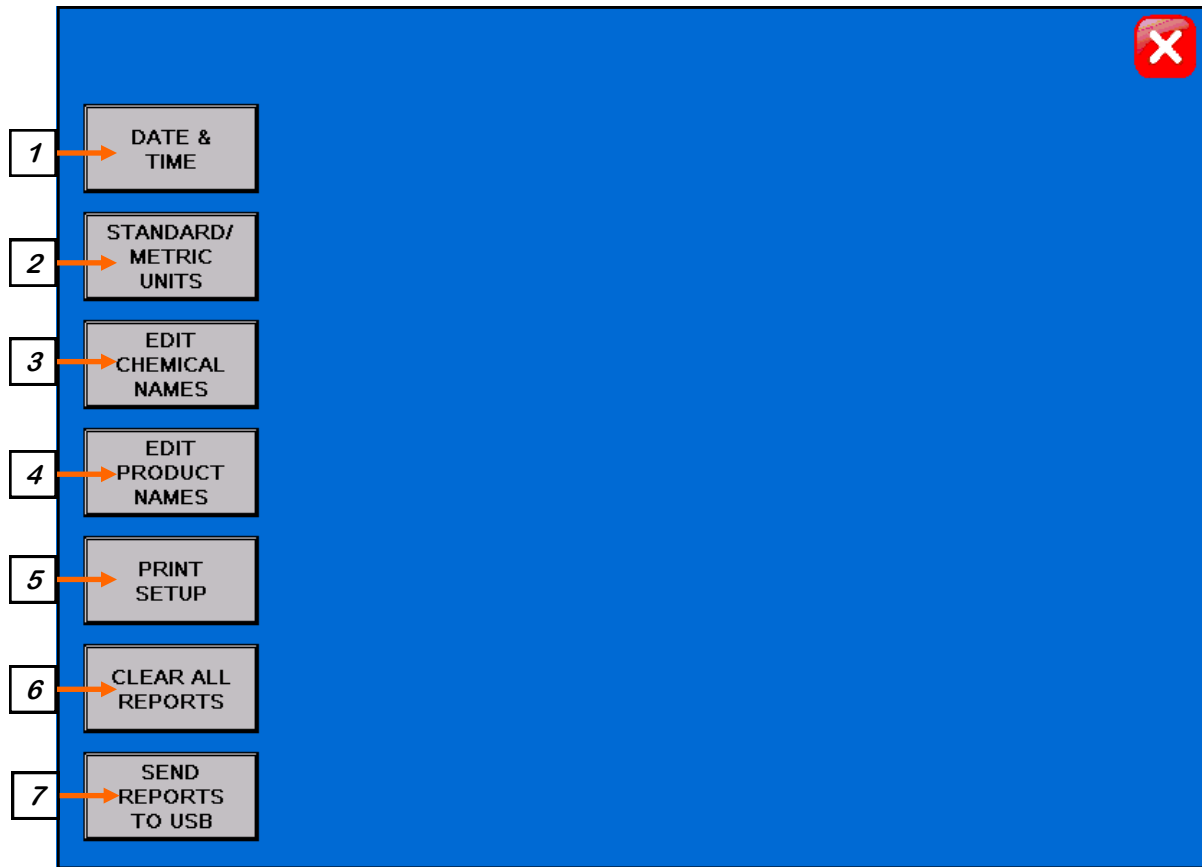 1
DATE &
TIME
2
STANDARD/
METRIC
UNITS
3
EDIT
CHEMICAL
NAMES
4
EDIT
PRODUCT
NAMES
5
PRINT
SETUP
6
CLEAR ALL
REPORTS
7
SEND
REPORTS
TO USB